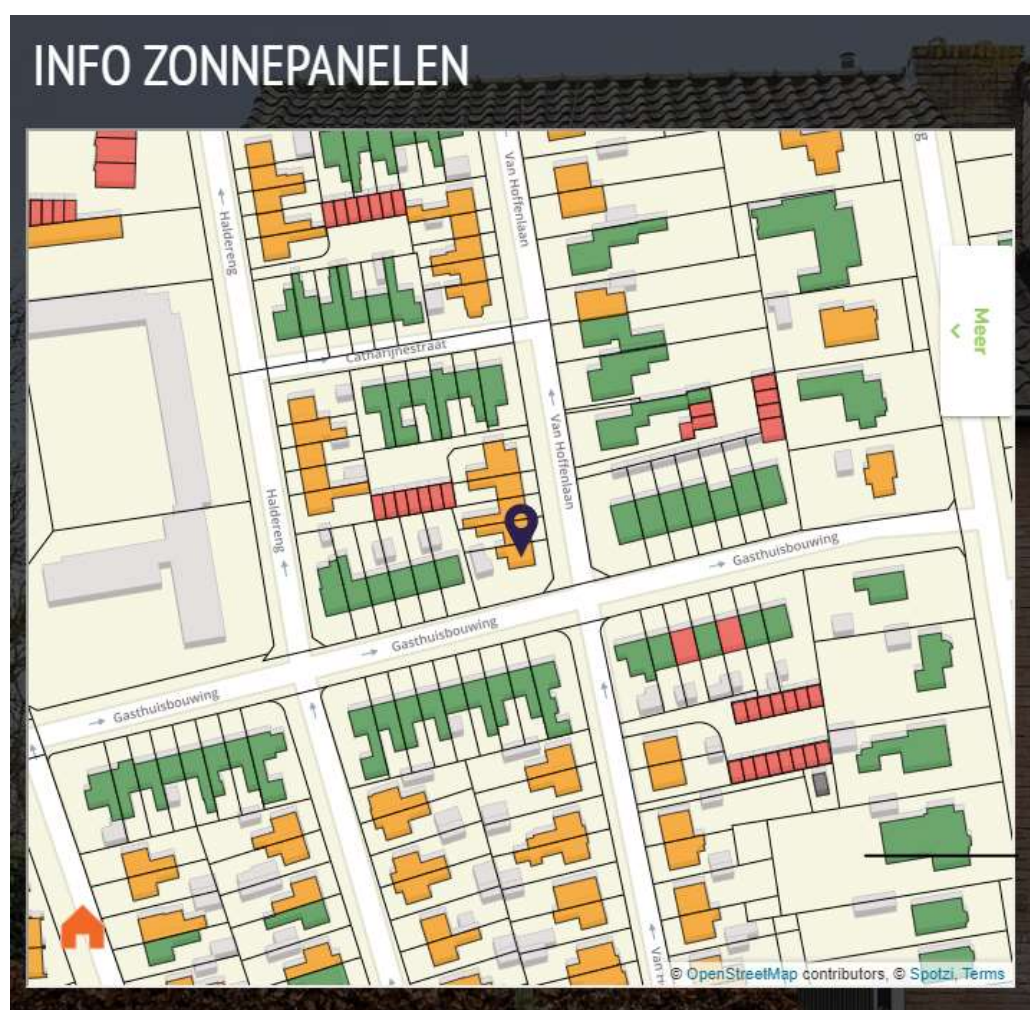 INFO ZONNEPANELEN
Haldereng
Van Hoffenlaan
Meer
Catharijnestraat
Van Hoffenlaan
Haldereng
Gasthuisbouwing
Gasthuisbouwing
Gasthuisbouwing
© OpenStreetMap contributors, © Spotzi, Terms